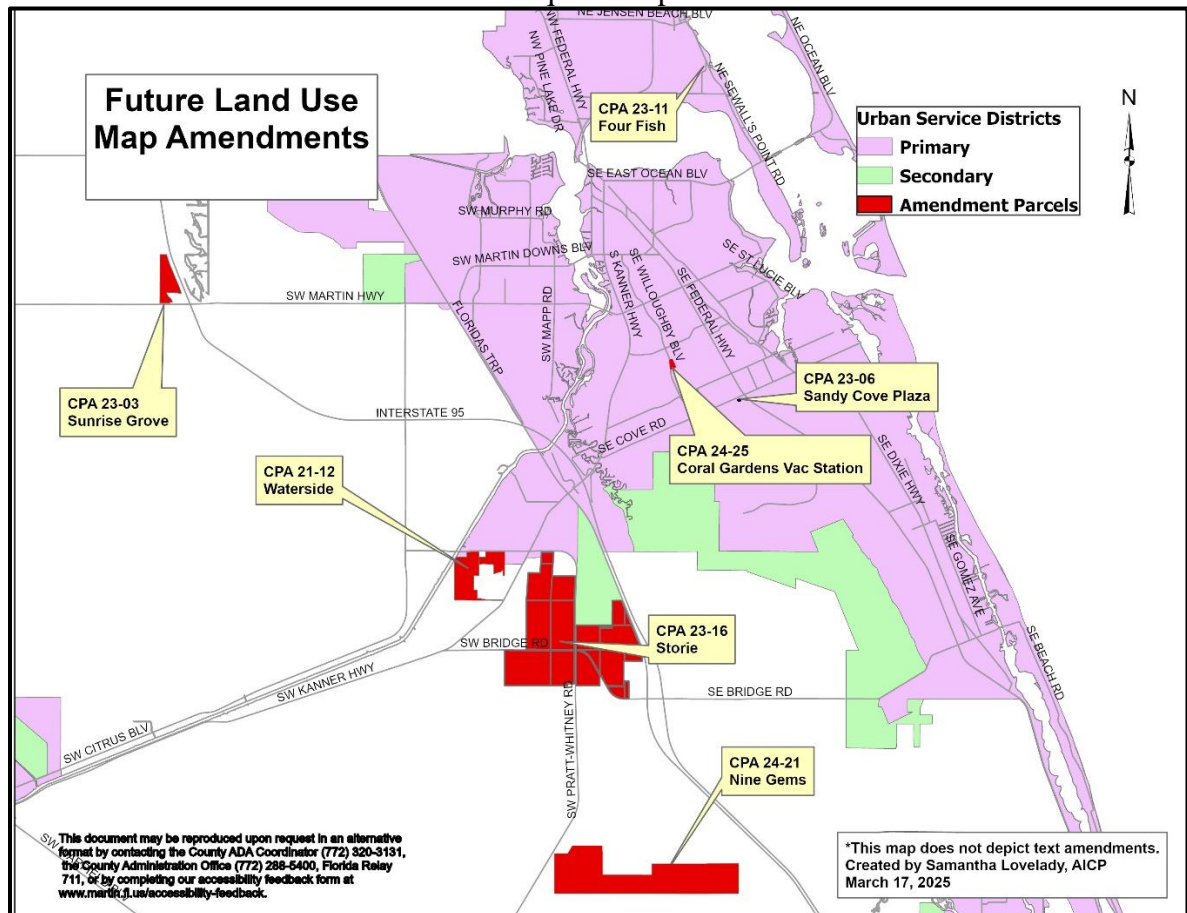 NE JENSEN BEACH BLV
NW FEDERAL HWY
NW PINE LAKE DR
NE OCEAN BLV
NE SEWALL'S POINT RD
Future Land Use
Map Amendments
CPA 23-11
Four Fish
Urban Service Districts
Primary
Secondary
Amendment Parcels
N
SE EAST OCEAN BLV
SW MURPHY RD
SW MARTIN DOWNS BLV
S KANNER HWY
SE WILLOUGHBY BLV
SE FEDERAL HWY
SE ST LUCIE BLV
SW MARTIN HWY
FLORIDAS TRP
SW MAPP RD
CPA 23-03
Sunrise Grove
INTERSTATE 95
CPA 23-06
Sandy Cove Plaza
SE COVE RD
CPA 24-25
Coral Gardens Vac Station
SE DIXIE HWY
CPA 21-12
Waterside
SE GOMEZ AVE
SE BEACH RD
CPA 23-16
Storie
SW BRIDGE RD
SW KANNER HWY
SE BRIDGE RD
SW CITRUS BLV
SW PRATT-WHITNEY RD
CPA 24-21
Nine Gems
This document may be reproduced upon request in an alternative
format by contacting the County ADA Coordinator (772) 320-3131,
the County Administration Office (772) 288-5400, Florida Relay
711, or by completing our accessibility feedback form at
www.martin.fl.us/accessibility-feedback.
*This map does not depict text amendments.
Created by Samantha Lovelady, AICP
March 17, 2025